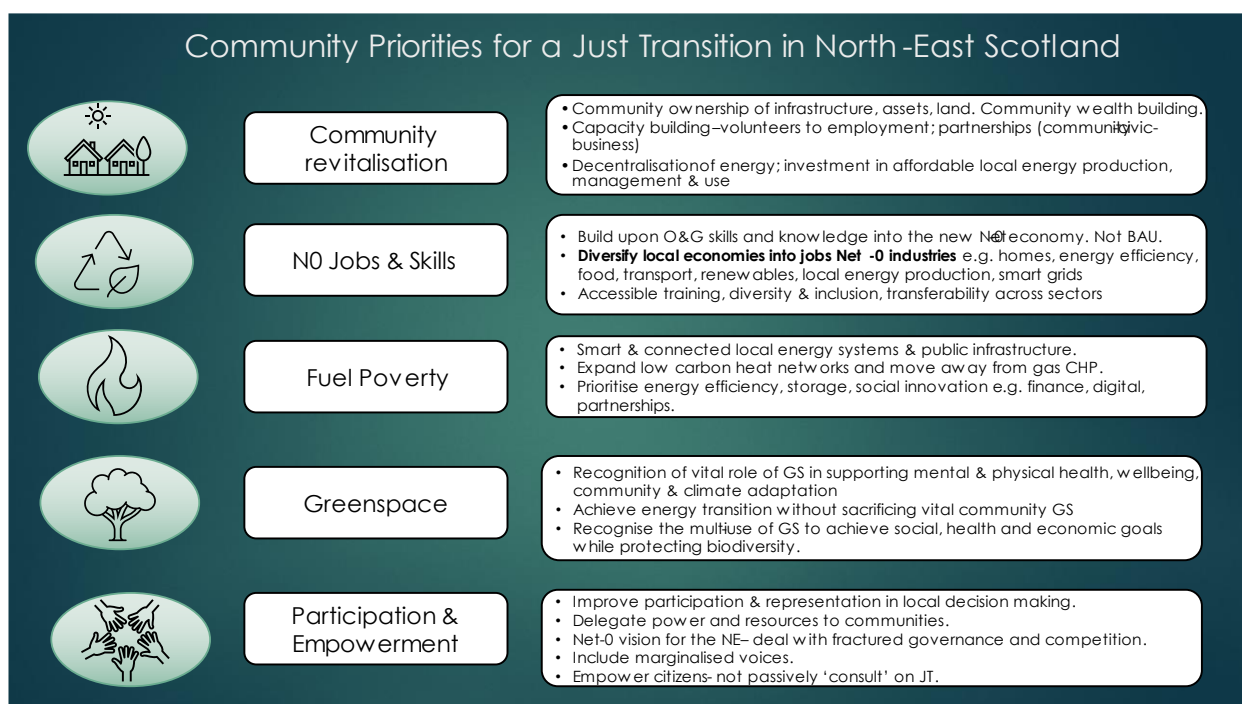 Community Priorities for a Just Transition in North-East Scotland
Community
revitalisation
• Community ownership of infrastructure, assets, land. Community wealth building.
• Capacity building–volunteers to employment; partnerships (community-civic-
business)
• Decentralisation of energy; investment in affordable local energy production,
management & use
N0 Jobs & Skills
• Build upon O&G skills and knowledge into the new Net-0 economy. Not BAU.
• Diversify local economies into jobs Net -0 industries e.g. homes, energy efficiency,
food, transport, renewables, local energy production, smart grids
• Accessible training, diversity & inclusion, transferability across sectors
Fuel Poverty
• Smart & connected local energy systems & public infrastructure.
• Expand low carbon heat networks and move away from gas CHP.
• Prioritise energy efficiency, storage, social innovation e.g. finance, digital,
partnerships.
Greenspace
• Recognition of vital role of GS in supporting mental & physical health, wellbeing,
community & climate adaptation
• Achieve energy transition without sacrificing vital community GS
• Recognise the multi-use of GS to achieve social, health and economic goals
while protecting biodiversity.
Participation &
Empowerment
• Improve participation & representation in local decision making.
• Delegate power and resources to communities.
• Net-0 vision for the NE– deal with fractured governance and competition.
• Include marginalised voices.
• Empower citizens- not passively ‘consult’ on JT.